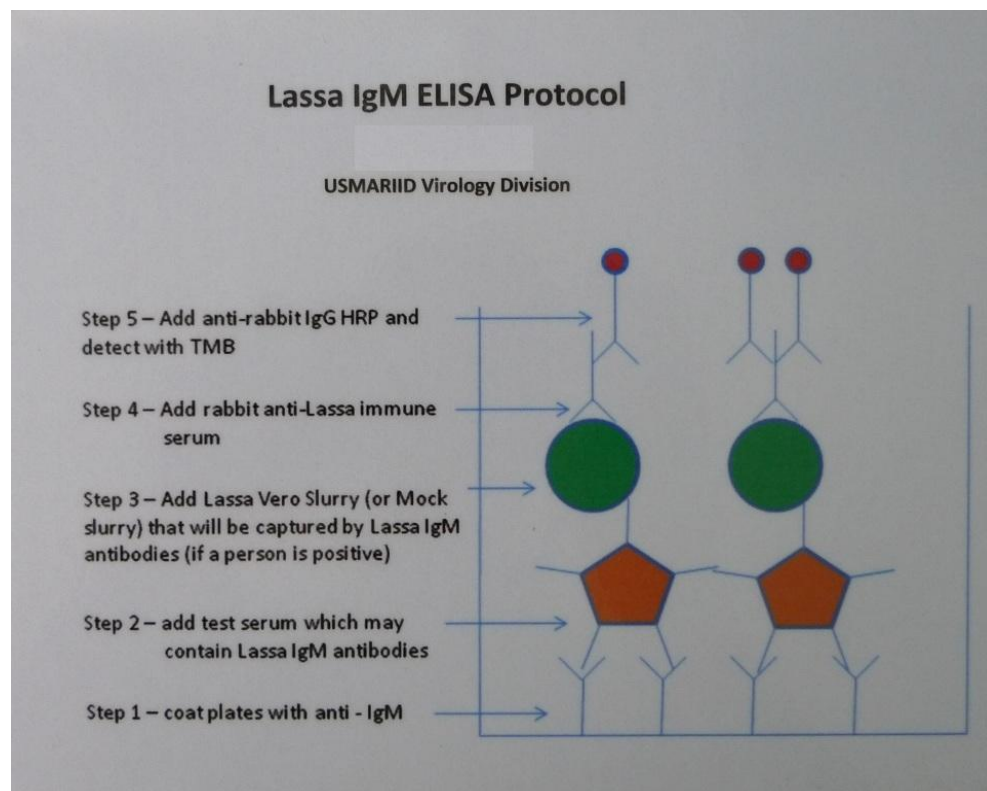 Lassa IgM ELISA Protocol
USMARIID Virology Division
Step 5 – Add anti-rabbit IgG HRP and
detect with TMB
Step 4 – Add rabbit anti-Lassa immune
serum
Step 3 – Add Lassa Vero Slurry (or Mock
slurry) that will be captured by Lassa IgM
antibodies (if a person is positive)
Step 2 – add test serum which may
contain Lassa IgM antibodies
Step 1 – coat plates with anti - IgM